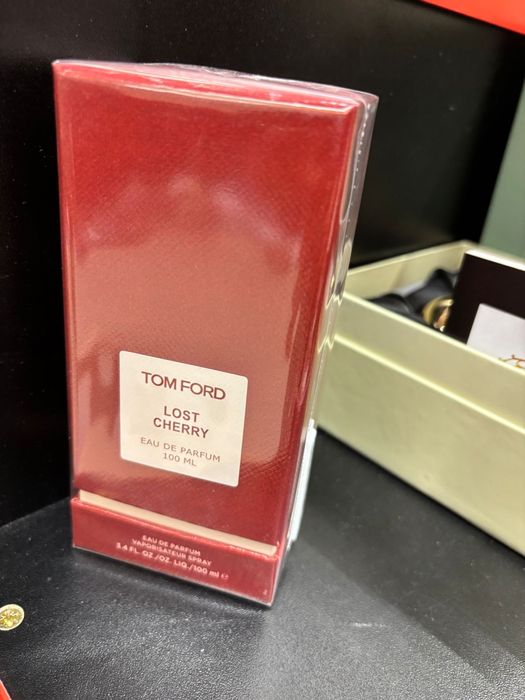 TOM FORD
LOST
CHERRY
EAU DE PARFUM
100 ML
EAU DE PARFUM
VAPORISATEUR SPRAY
3.4 FL. OZ./OZ. LIQ./100 ml ℮